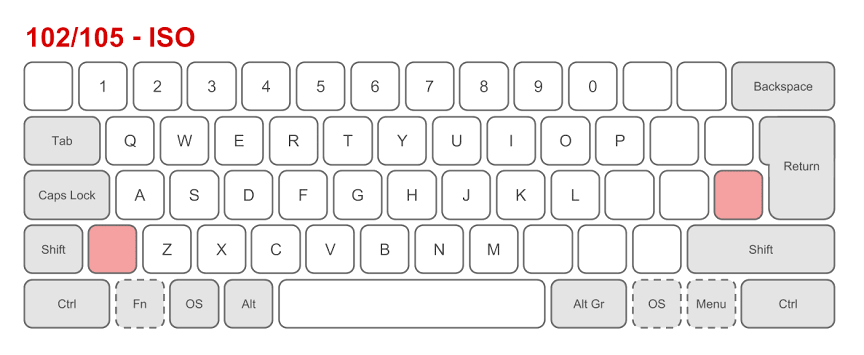 102/105 - ISO
1 2 3 4 5 6 7 8 9 0 Backspace
Tab Q W E R T Y U I O P Return
Caps Lock A S D F G H J K L
Shift Z X C V B N M Shift
Ctrl Fn OS Alt Alt Gr OS Menu Ctrl